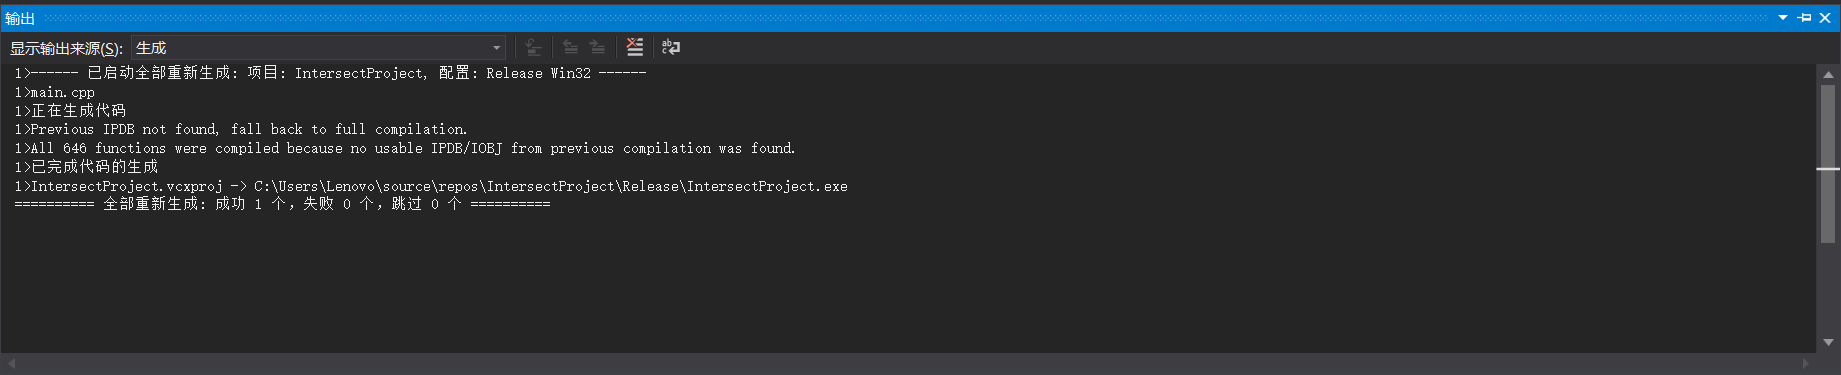 输出
显示输出来源(S): 生成
1>------ 已启动全部重新生成: 项目: IntersectProject, 配置: Release Win32 ------
1>main.cpp
1>正在生成代码
1>Previous IPDB not found, fall back to full compilation.
1>All 646 functions were compiled because no usable IPDB/IOBJ from previous compilation was found.
1>已完成代码的生成
1>IntersectProject.vcxproj -> C:\Users\Lenovo\source\repos\IntersectProject\Release\IntersectProject.exe
========== 全部重新生成: 成功 1 个，失败 0 个，跳过 0 个 ==========